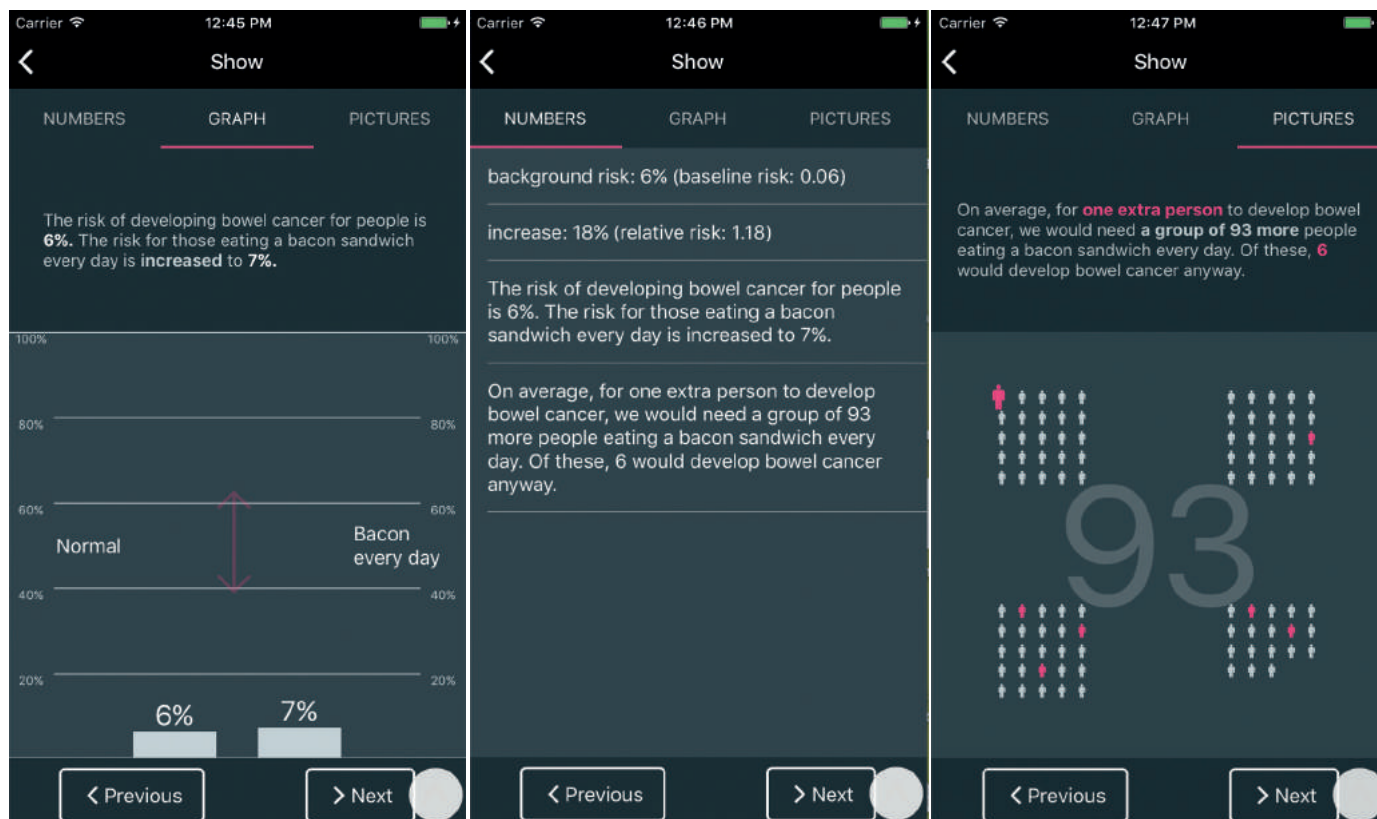 Carrier 12:45 PM
Show
NUMBERS GRAPH PICTURES
The risk of developing bowel cancer for people is
6%. The risk for those eating a bacon sandwich
every day is increased to 7%.
100% 100%
80% 80%
60% 60%
Normal Bacon
every day
40% 40%
20% 20%
6% 7%
Previous Next
Carrier 12:46 PM
Show
NUMBERS GRAPH PICTURES
background risk: 6% (baseline risk: 0.06)
increase: 18% (relative risk: 1.18)
The risk of developing bowel cancer for people
is 6%. The risk for those eating a bacon
sandwich every day is increased to 7%.
On average, for one extra person to develop
bowel cancer, we would need a group of 93
more people eating a bacon sandwich every
day. Of these, 6 would develop bowel cancer
anyway.
Previous Next
Carrier 12:47 PM
Show
NUMBERS GRAPH PICTURES
On average, for one extra person to develop bowel
cancer, we would need a group of 93 more people
eating a bacon sandwich every day. Of these, 6
would develop bowel cancer anyway.
93
Previous Next